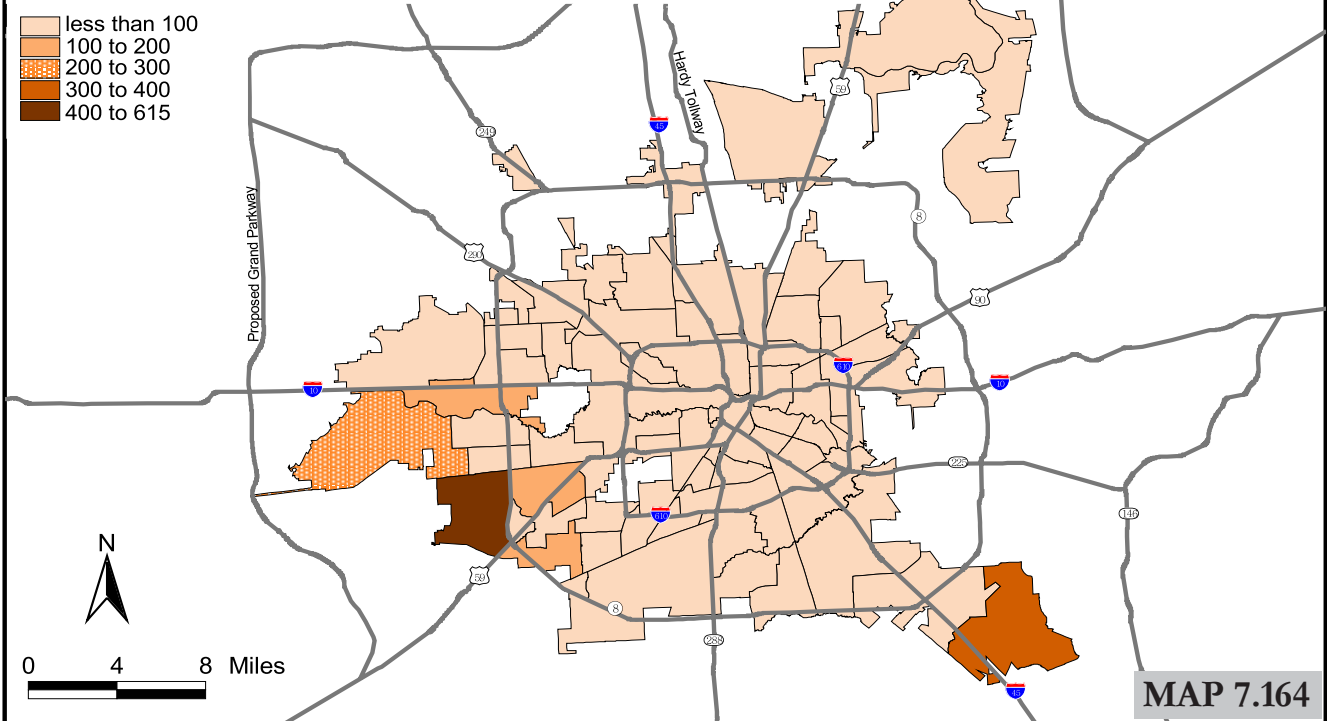 less than 100
100 to 200
200 to 300
300 to 400
400 to 615
Hardy Tollway
59
45
249
Proposed Grand Parkway
8
290
90
610
10
10
225
610
146
N
59
8
288
0 4 8 Miles
45
MAP 7.164